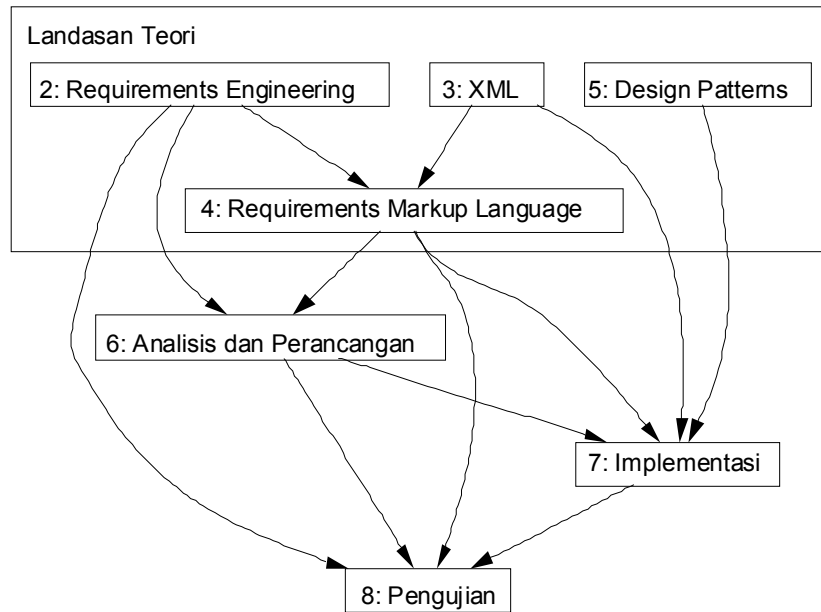 Landasan Teori
2: Requirements Engineering
3: XML
5: Design Patterns
4: Requirements Markup Language
6: Analisis dan Perancangan
7: Implementasi
8: Pengujian